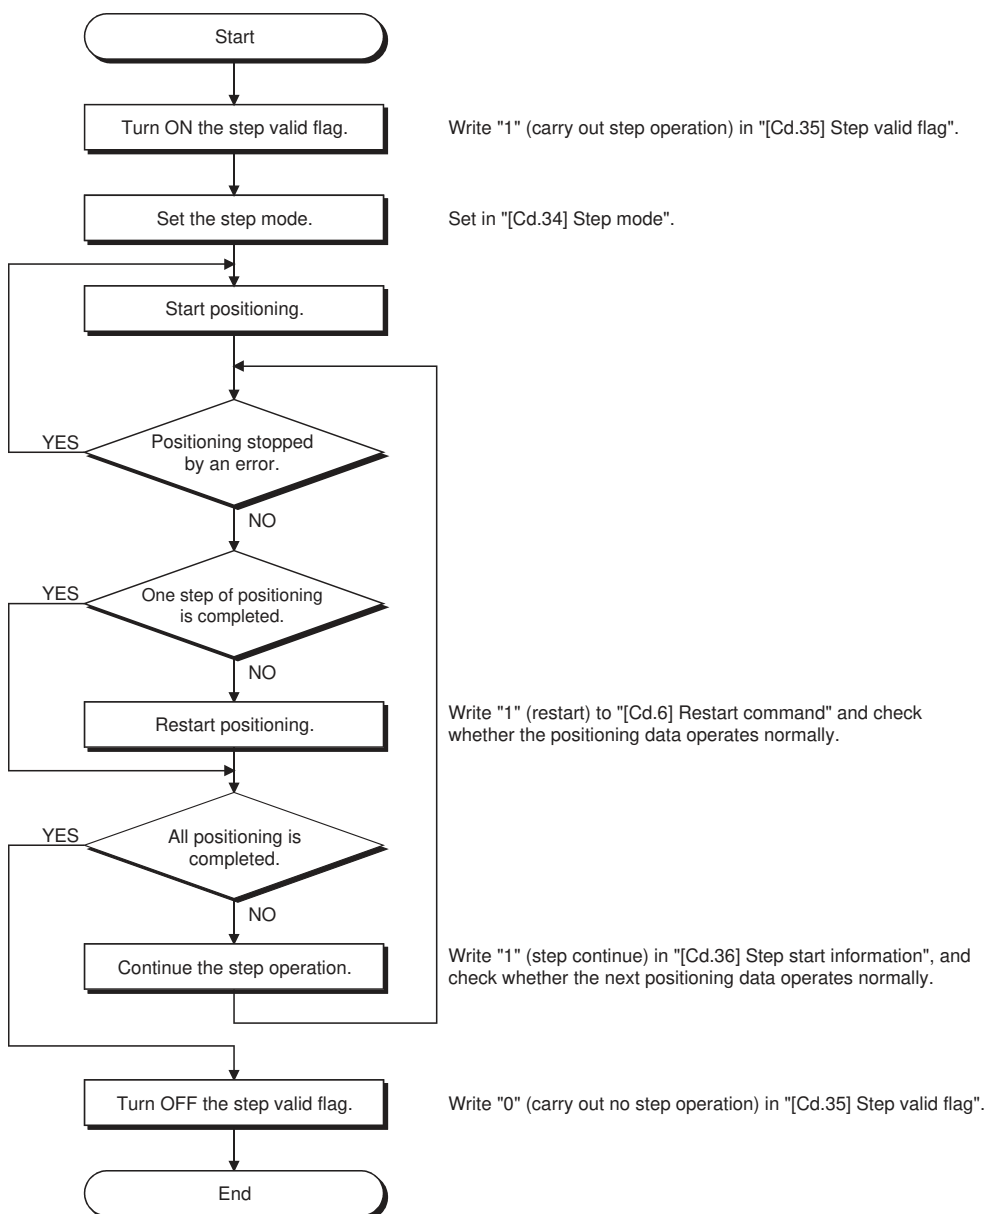 Start
Turn ON the step valid flag.
Write "1" (carry out step operation) in "[Cd.35] Step valid flag".
Set the step mode.
Set in "[Cd.34] Step mode".
Start positioning.
YES
Positioning stopped
by an error.
NO
YES
One step of positioning
is completed.
NO
Restart positioning.
Write "1" (restart) to "[Cd.6] Restart command" and check
whether the positioning data operates normally.
YES
All positioning is
completed.
NO
Continue the step operation.
Write "1" (step continue) in "[Cd.36] Step start information", and
check whether the next positioning data operates normally.
Turn OFF the step valid flag.
Write "0" (carry out no step operation) in "[Cd.35] Step valid flag".
End